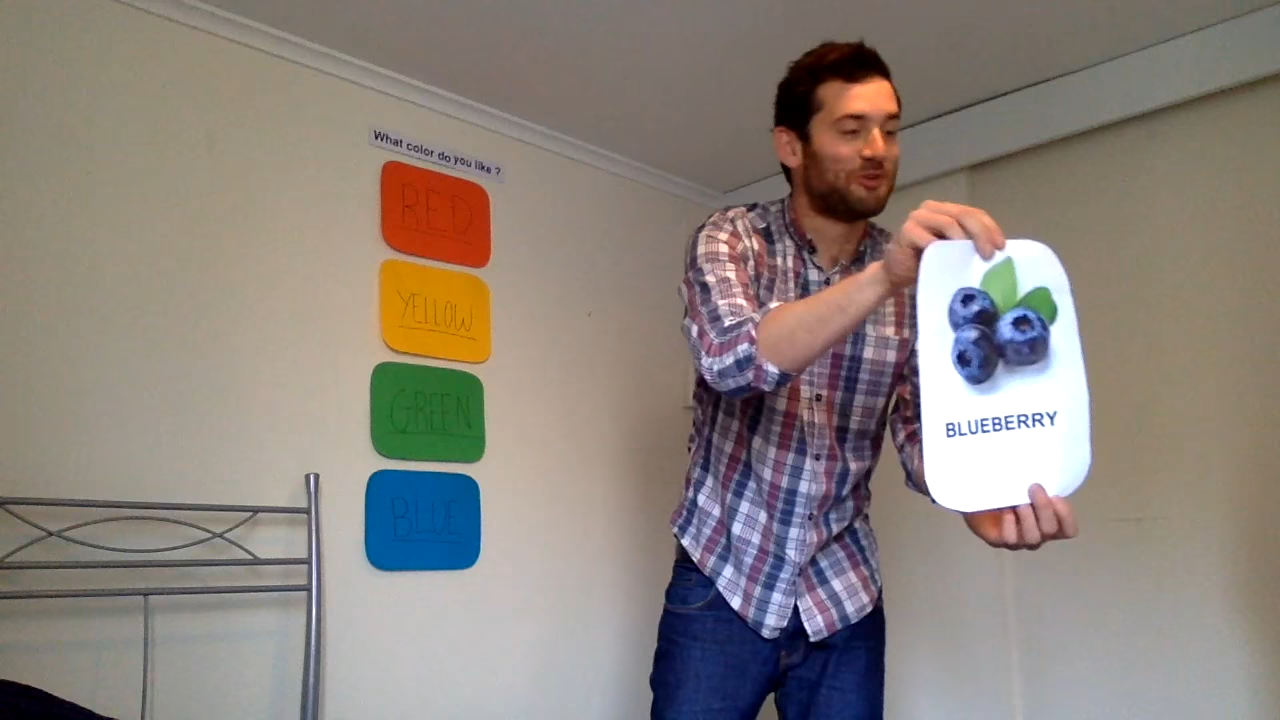 What color do you like ?
RED
YELLOW
GREEN
BLUE
BLUEBERRY